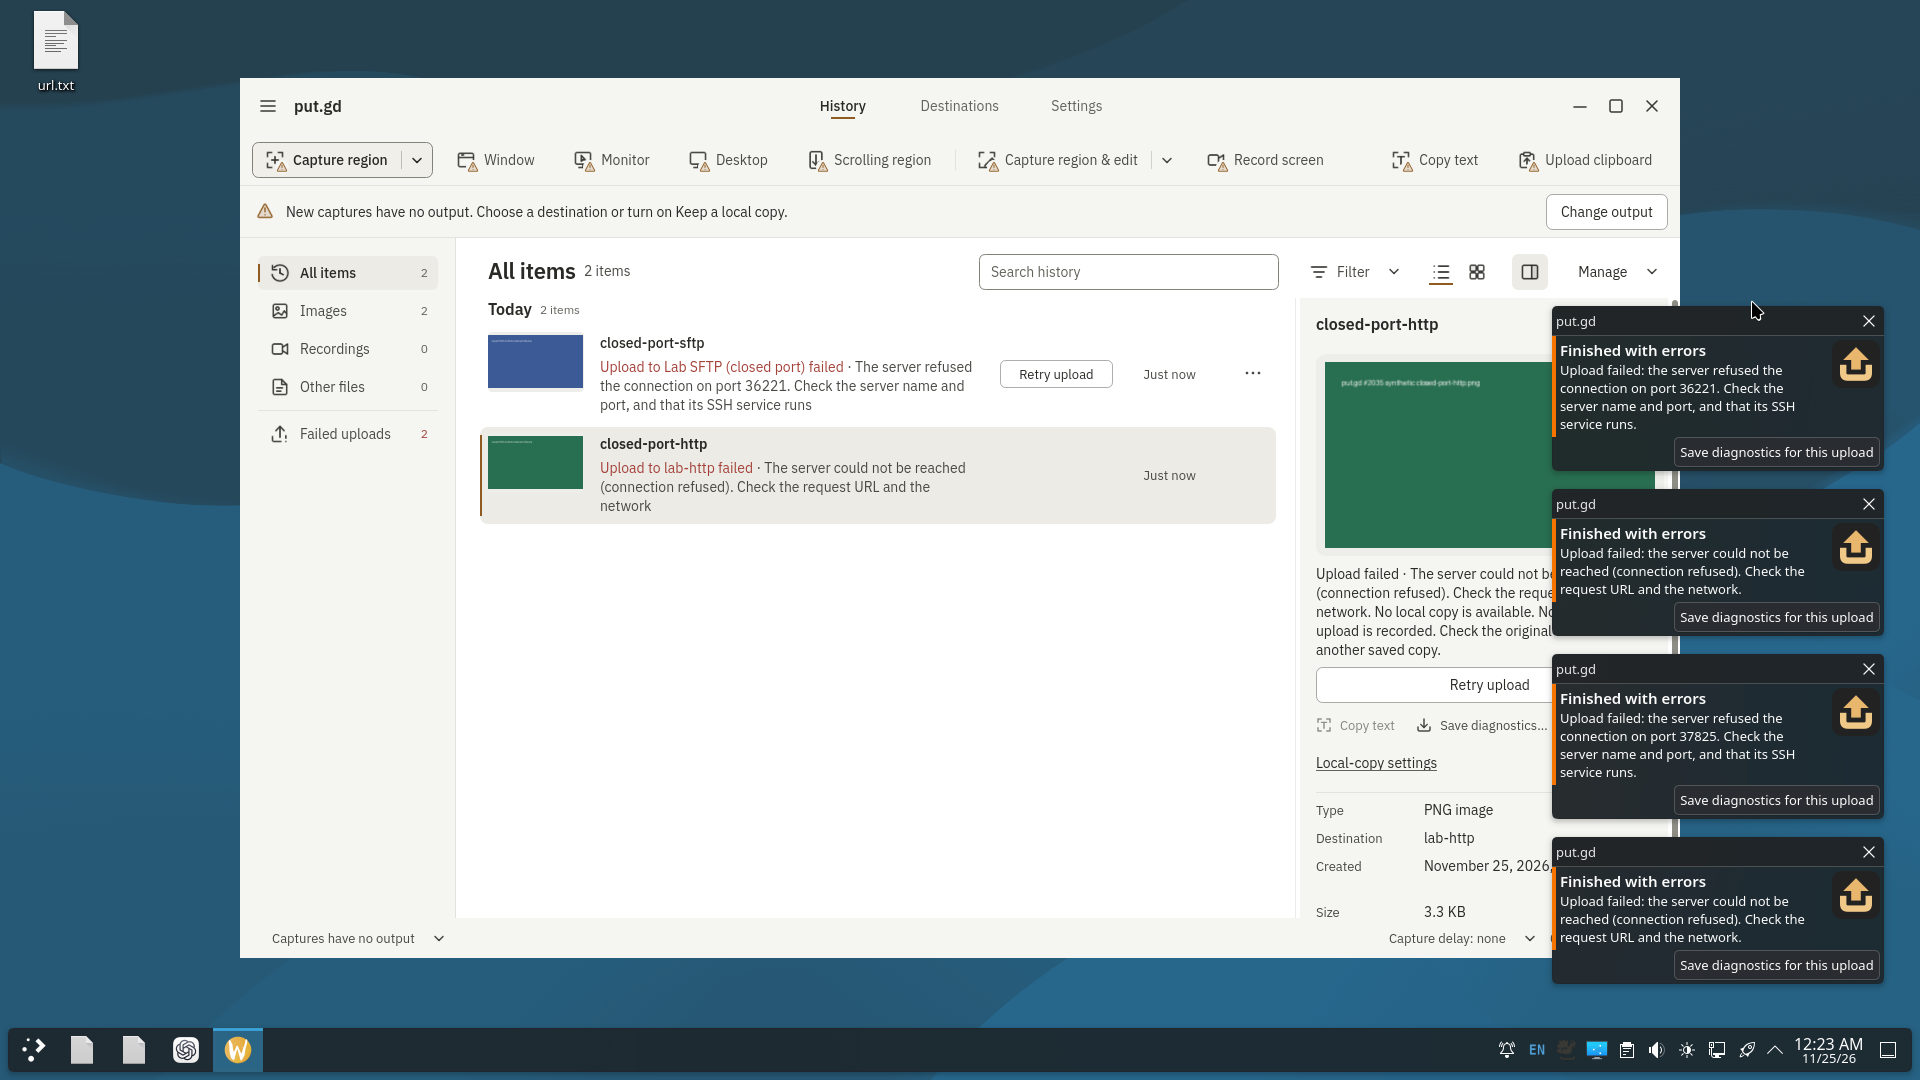 url.txt
put.gd
History
Destinations
Settings
Capture region
Window
Monitor
Desktop
Scrolling region
Capture region & edit
Record screen
Copy text
Upload clipboard
New captures have no output. Choose a destination or turn on Keep a local copy.
Change output
All items 2
Images 2
Recordings 0
Other files 0
Failed uploads 2
All items 2 items
Search history
Filter
Manage
Today 2 items
closed-port-sftp
Upload to Lab SFTP (closed port) failed · The server refused
the connection on port 36221. Check the server name and
port, and that its SSH service runs
Retry upload
Just now
closed-port-http
Upload to lab-http failed · The server could not be reached
(connection refused). Check the request URL and the
network
Just now
closed-port-http
put.gd #2035 synthetic closed-port-http.png
Upload failed · The server could not be
(connection refused). Check the reque
network. No local copy is available. No
upload is recorded. Check the original
another saved copy.
Retry upload
Copy text
Save diagnostics...
Local-copy settings
Type PNG image
Destination lab-http
Created November 25, 2026,
Size 3.3 KB
Captures have no output
Capture delay: none
put.gd
Finished with errors
Upload failed: the server refused the
connection on port 36221. Check the
server name and port, and that its SSH
service runs.
Save diagnostics for this upload
put.gd
Finished with errors
Upload failed: the server could not be
reached (connection refused). Check the
request URL and the network.
Save diagnostics for this upload
put.gd
Finished with errors
Upload failed: the server refused the
connection on port 37825. Check the
server name and port, and that its SSH
service runs.
Save diagnostics for this upload
put.gd
Finished with errors
Upload failed: the server could not be
reached (connection refused). Check the
request URL and the network.
Save diagnostics for this upload
W
EN
12:23 AM
11/25/26